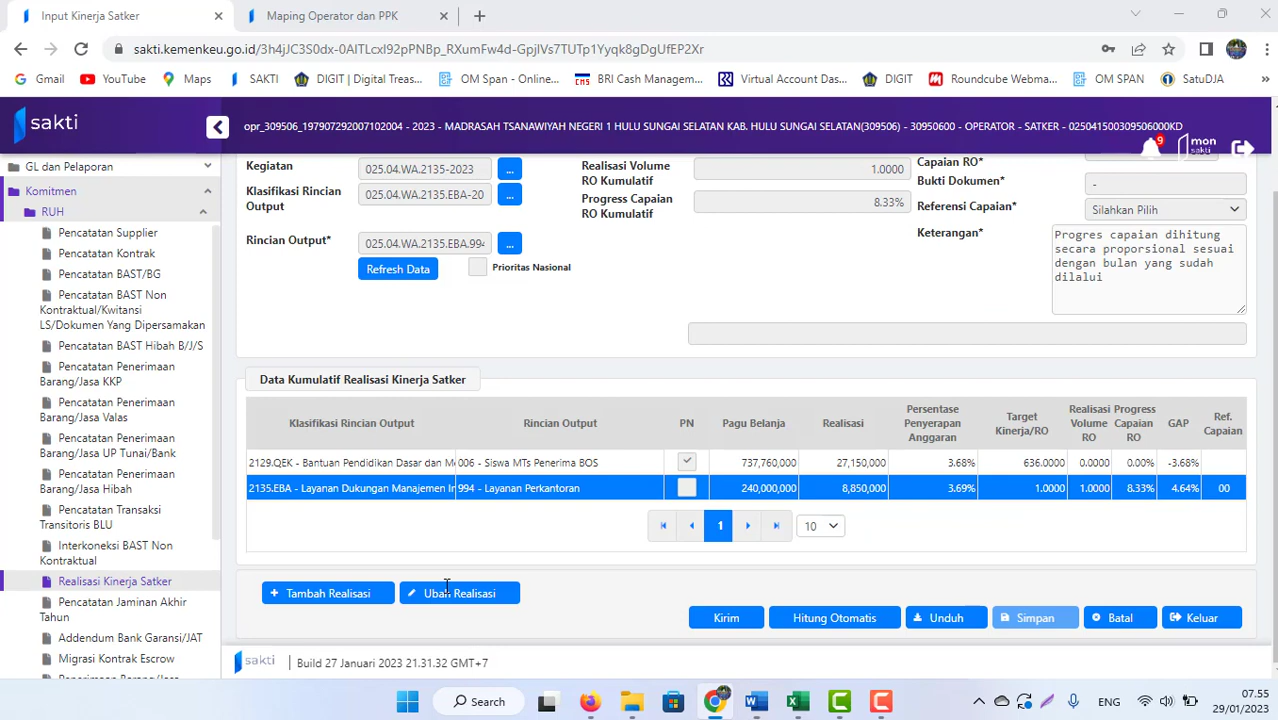 Input Kinerja Satker
Maping Operator dan PPK
sakti.kemenkeu.go.id/3h4jJC3S0dx-0AITLcxl92pPNBp_RXumFw4d-GpjlVs7TUTp1Yyqk8gDgUfEP2Xr
Gmail
YouTube
Maps
SAKTI
DIGIT | Digital Treas...
OM Span - Online...
BRI Cash Managem...
Virtual Account Das...
DIGIT
Roundcube Webma...
OM SPAN
SatuDJA
sakti
opr_309506_197907292007102004 - 2023 - MADRASAH TSANAWIYAH NEGERI 1 HULU SUNGAI SELATAN KAB. HULU SUNGAI SELATAN(309506) - 30950600 - OPERATOR - SATKER - 025041500309506000KD
9
mon
sakti
GL dan Pelaporan
Komitmen
RUH
Pencatatan Supplier
Pencatatan Kontrak
Pencatatan BAST/BG
Pencatatan BAST Non
Kontraktual/Kwitansi
LS/Dokumen Yang Dipersamakan
Pencatatan BAST Hibah B/J/S
Pencatatan Penerimaan
Barang/Jasa KKP
Pencatatan Penerimaan
Barang/Jasa Valas
Pencatatan Penerimaan
Barang/Jasa UP Tunai/Bank
Pencatatan Penerimaan
Barang/Jasa Hibah
Pencatatan Transaksi
Transitoris BLU
Interkoneksi BAST Non
Kontraktual
Realisasi Kinerja Satker
Pencatatan Jaminan Akhir
Tahun
Addendum Bank Garansi/JAT
Migrasi Kontrak Escrow
Kegiatan
025.04.WA.2135-2023
...
Klasifikasi Rincian
Output
025.04.WA.2135.EBA-20
...
Rincian Output*
025.04.WA.2135.EBA.994
...
Refresh Data
Prioritas Nasional
Realisasi Volume
RO Kumulatif
1.0000
Progress Capaian
RO Kumulatif
8.33%
Capaian RO*
Bukti Dokumen*
-
Referensi Capaian*
Silahkan Pilih
Keterangan*
Progres capaian dihitung
secara proporsional sesuai
dengan bulan yang sudah
dilalui
Data Kumulatif Realisasi Kinerja Satker
Klasifikasi Rincian Output
Rincian Output
PN
Pagu Belanja
Realisasi
Persentase
Penyerapan
Anggaran
Target
Kinerja/RO
Realisasi
Volume
RO
Progress
Capaian
RO
GAP
Ref.
Capaian
2129.QEK - Bantuan Pendidikan Dasar dan M 006 - Siswa MTs Penerima BOS 737,760,000 27,150,000 3.68% 636.0000 0.0000 0.00% -3.68%
2135.EBA - Layanan Dukungan Manajemen In 994 - Layanan Perkantoran 240,000,000 8,850,000 3.69% 1.0000 1.0000 8.33% 4.64% 00
1
10
Tambah Realisasi
Ubah Realisasi
Kirim
Hitung Otomatis
Unduh
Simpan
Batal
Keluar
sakti
Build 27 Januari 2023 21.31.32 GMT+7
Search
ENG
07.55
29/01/2023